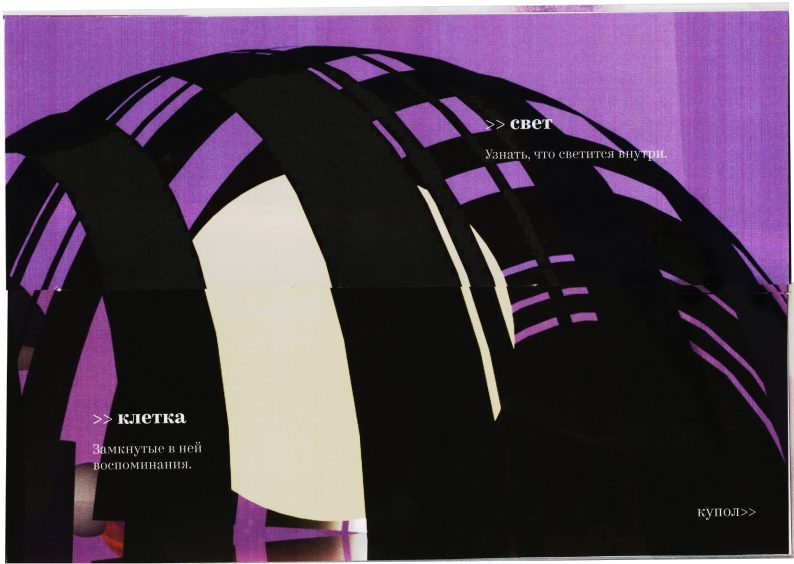 >> свет
Узнать, что светится внутри.
>> клетка
Замкнутые в ней
воспоминания.
купол>>